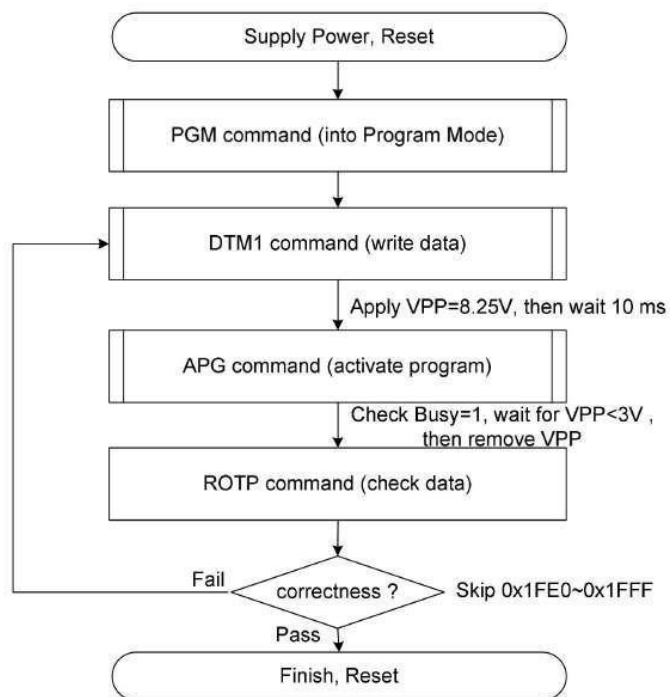 Supply Power, Reset
PGM command (into Program Mode)
DTM1 command (write data)
Apply VPP=8.25V, then wait 10 ms
APG command (activate program)
Check Busy=1, wait for VPP<3V ,
then remove VPP
ROTP command (check data)
Fail
correctness ?
Skip 0x1FE0~0x1FFF
Pass
Finish, Reset